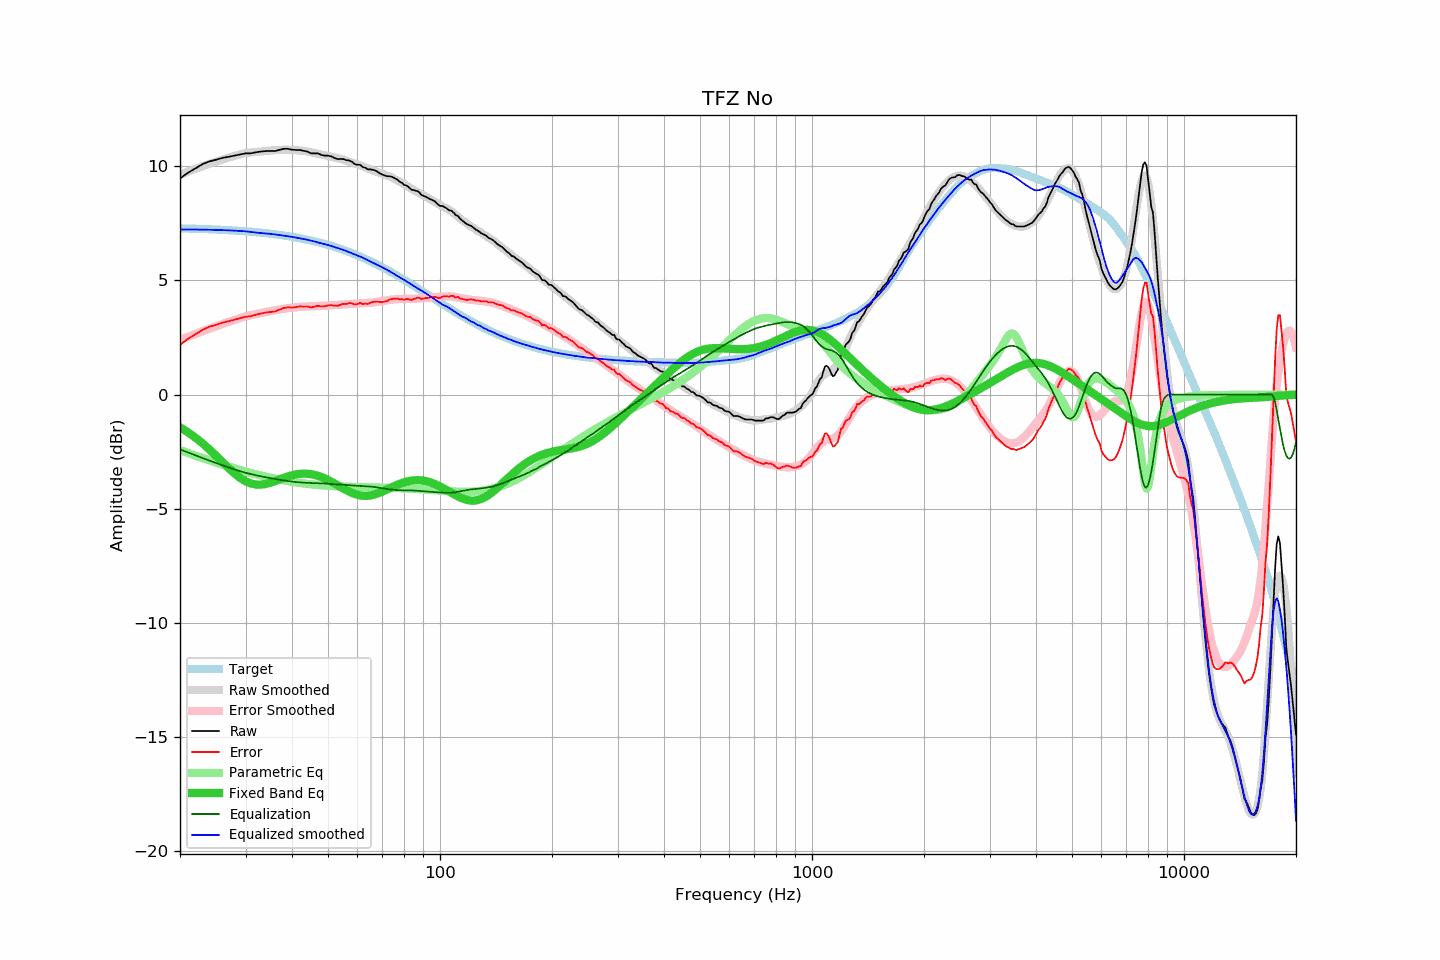 TFZ No
Amplitude (dBr)
10
5
0
−5
−10
−15
−20
Target
Raw Smoothed
Error Smoothed
Raw
Error
Parametric Eq
Fixed Band Eq
Equalization
Equalized smoothed
100
1000
10000
Frequency (Hz)